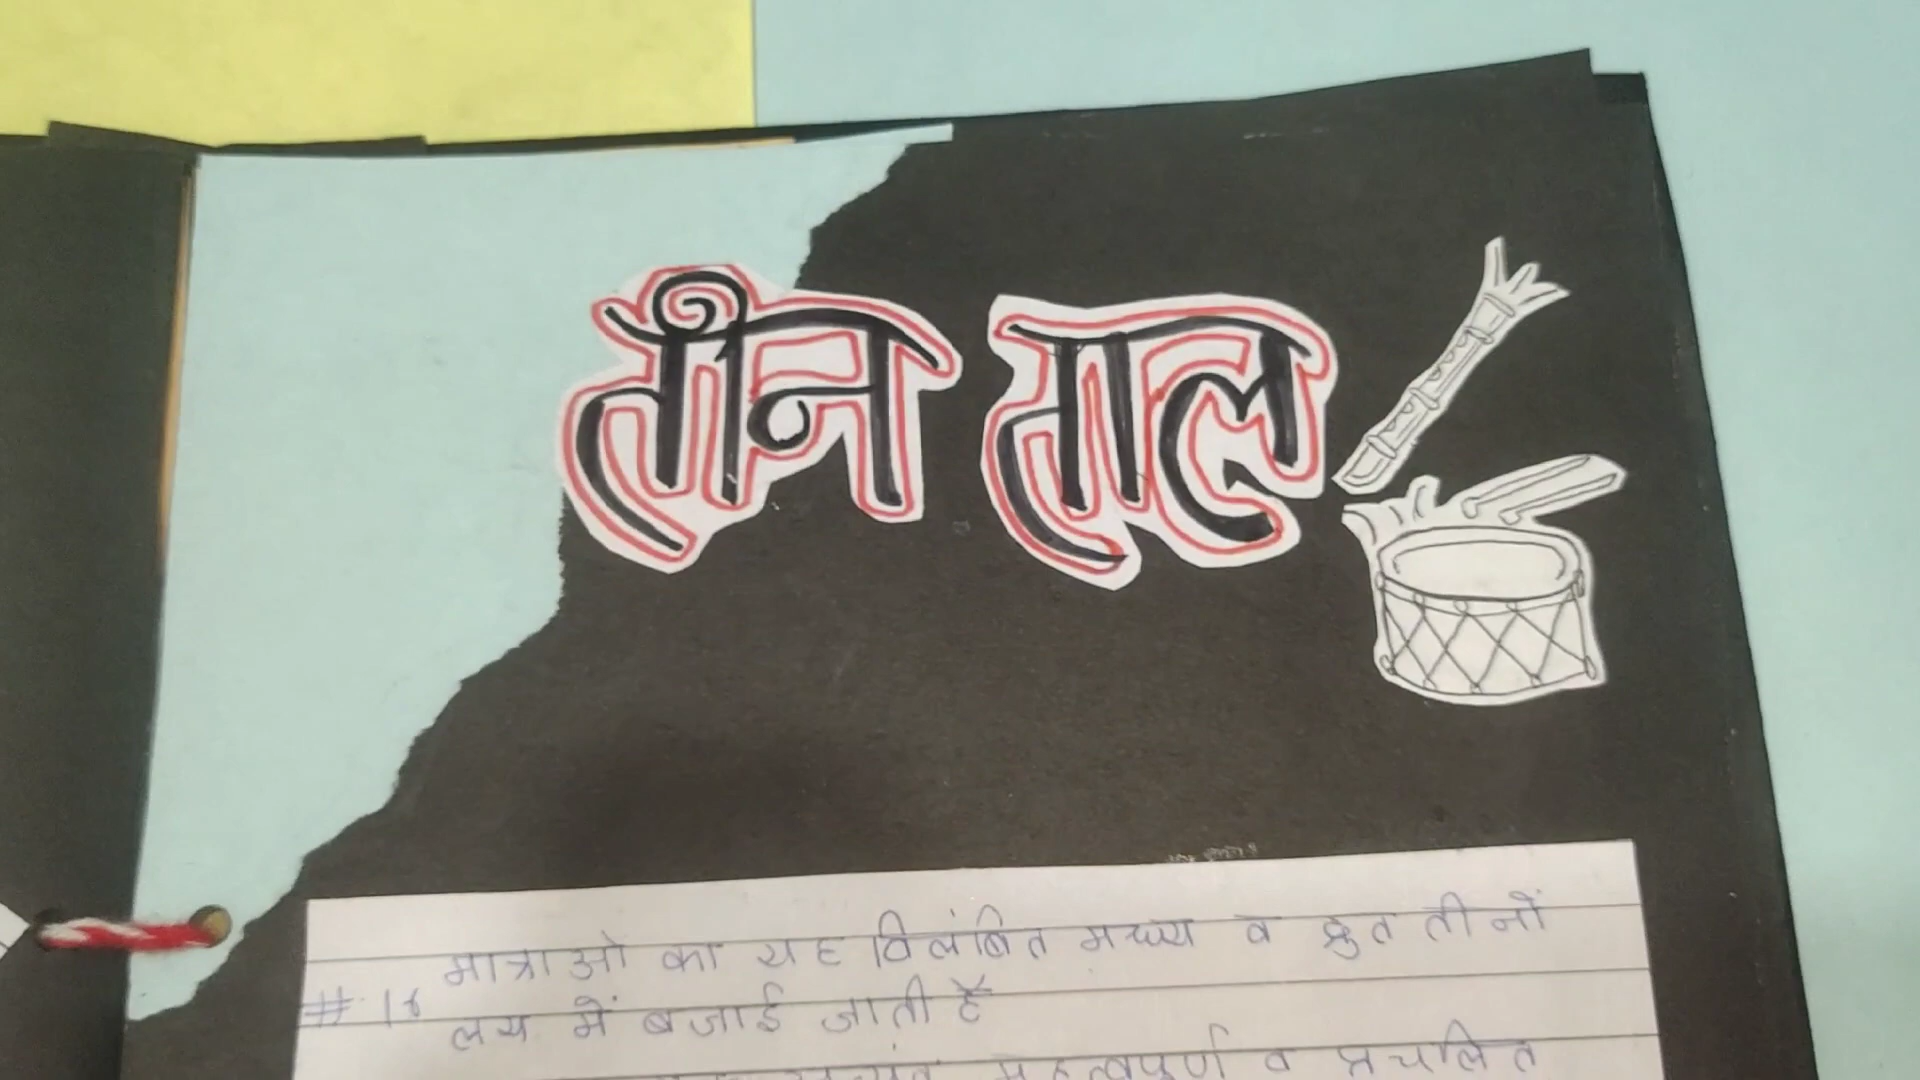 तीन ताल
# 16 मात्राओ का यह विलंबित मध्य व द्रुत तीनों
लय में बजाई जाती है
महत्वपूर्ण व प्रचलित